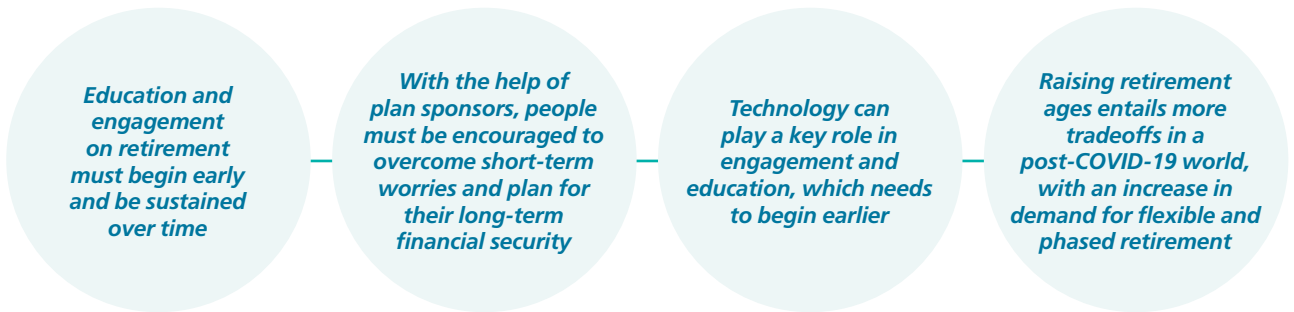 Education and
engagement
on retirement
must begin early
and be sustained
over time
With the help of
plan sponsors, people
must be encouraged to
overcome short-term
worries and plan for
their long-term
financial security
Technology can
play a key role in
engagement and
education, which needs
to begin earlier
Raising retirement
ages entails more
tradeoffs in a
post-COVID-19 world,
with an increase in
demand for flexible and
phased retirement